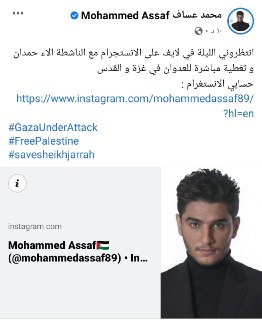 محمد عساف Mohammed Assaf
١٠ د
انتظروني الليلة في لايف على الانستجرام مع الناشطة الاء حمدان
و تغطية مباشرة للعدوان في غزة و القدس
حسابي الانستغرام :
https://www.instagram.com/mohammedassaf89/
?hl=en
#GazaUnderAttack
#FreePalestine
#savesheikhjarrah
instagram.com
Mohammed Assaf🇵🇸
(@mohammedassaf89) • In...